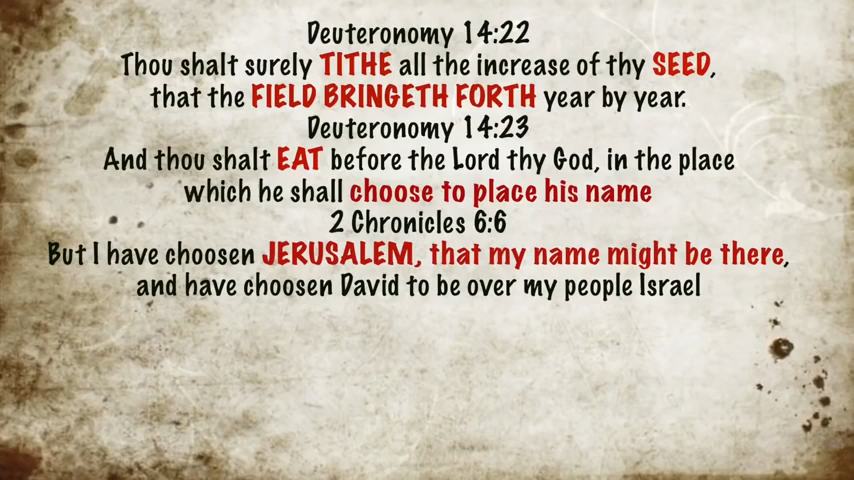 Deuteronomy 14:22
Thou shalt surely TITHE all the increase of thy SEED,
that the FIELD BRINGETH FORTH year by year.
Deuteronomy 14:23
And thou shalt EAT before the Lord thy God, in the place
which he shall choose to place his name
2 Chronicles 6:6
But I have choosen JERUSALEM, that my name might be there,
and have choosen David to be over my people Israel